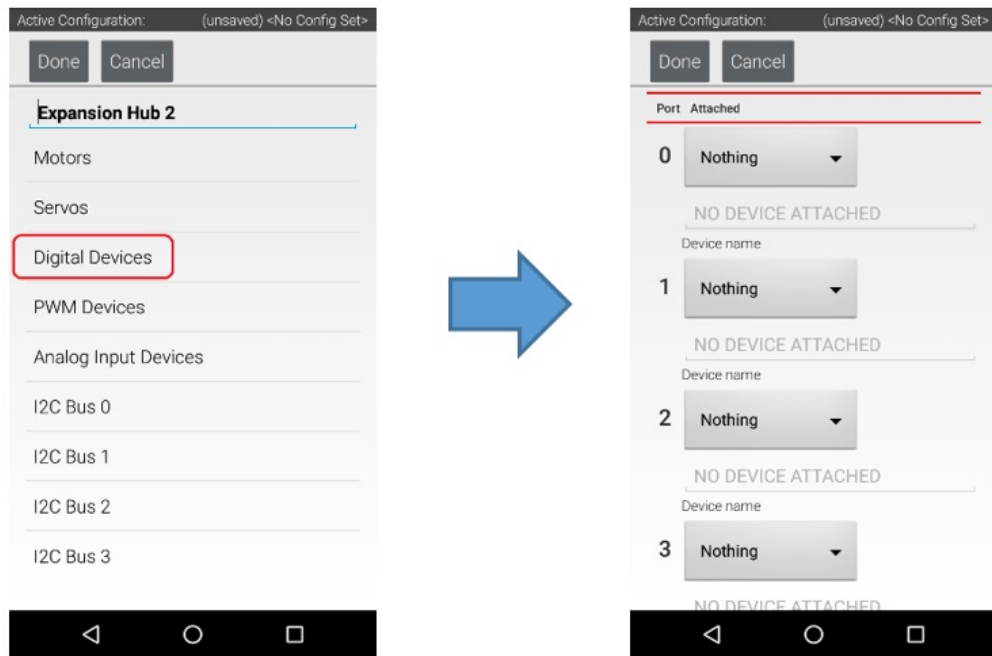 Active Configuration: (unsaved) <No Config Set>
Done Cancel
Expansion Hub 2
Motors
Servos
Digital Devices
PWM Devices
Analog Input Devices
I2C Bus 0
I2C Bus 1
I2C Bus 2
I2C Bus 3
Active Configuration: (unsaved) <No Config Set>
Done Cancel
Port Attached
0 Nothing
NO DEVICE ATTACHED
Device name
1 Nothing
NO DEVICE ATTACHED
Device name
2 Nothing
NO DEVICE ATTACHED
Device name
3 Nothing
NO DEVICE ATTACHED